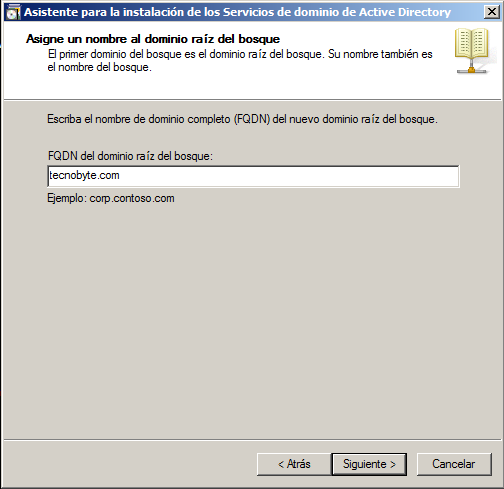 Asistente para la instalación de los Servicios de dominio de Active Directory
Asigne un nombre al dominio raíz del bosque
El primer dominio del bosque es el dominio raíz del bosque. Su nombre también es
el nombre del bosque.
Escriba el nombre de dominio completo (FQDN) del nuevo dominio raíz del bosque.
FQDN del dominio raíz del bosque:
tecnobyte.com
Ejemplo: corp.contoso.com
< Atrás
Siguiente >
Cancelar